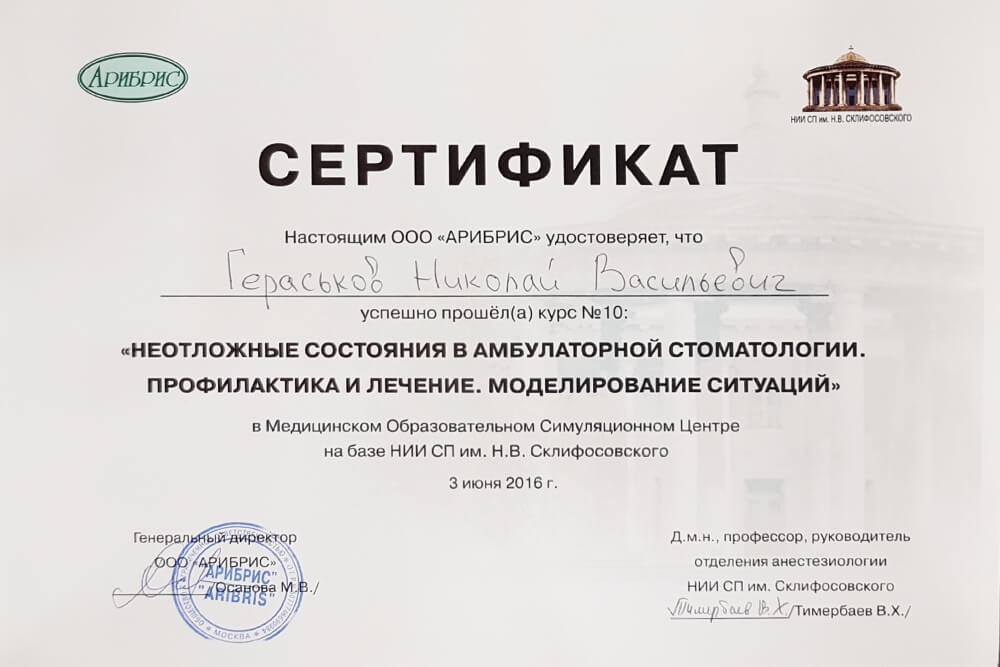 АРИБРИС
НИИ СП им. Н.В. СКЛИФОСОВСКОГО
СЕРТИФИКАТ
Настоящим ООО «АРИБРИС» удостоверяет, что
Гераськов Николай Васильевич
успешно прошёл(а) курс №10:
«НЕОТЛОЖНЫЕ СОСТОЯНИЯ В АМБУЛАТОРНОЙ СТОМАТОЛОГИИ.
ПРОФИЛАКТИКА И ЛЕЧЕНИЕ. МОДЕЛИРОВАНИЕ СИТУАЦИЙ»
в Медицинском Образовательном Симуляционном Центре
на базе НИИ СП им. Н.В. Склифосовского
3 июня 2016 г.
Генеральный директор
ООО «АРИБРИС»
/Осанова М.В./
"АРИБРИС"
"ARIBRIS"
МОСКВА
Д.м.н., профессор, руководитель
отделения анестезиологии
НИИ СП им. Склифосовского
Тимербаев В.Х. /Тимербаев В.Х./